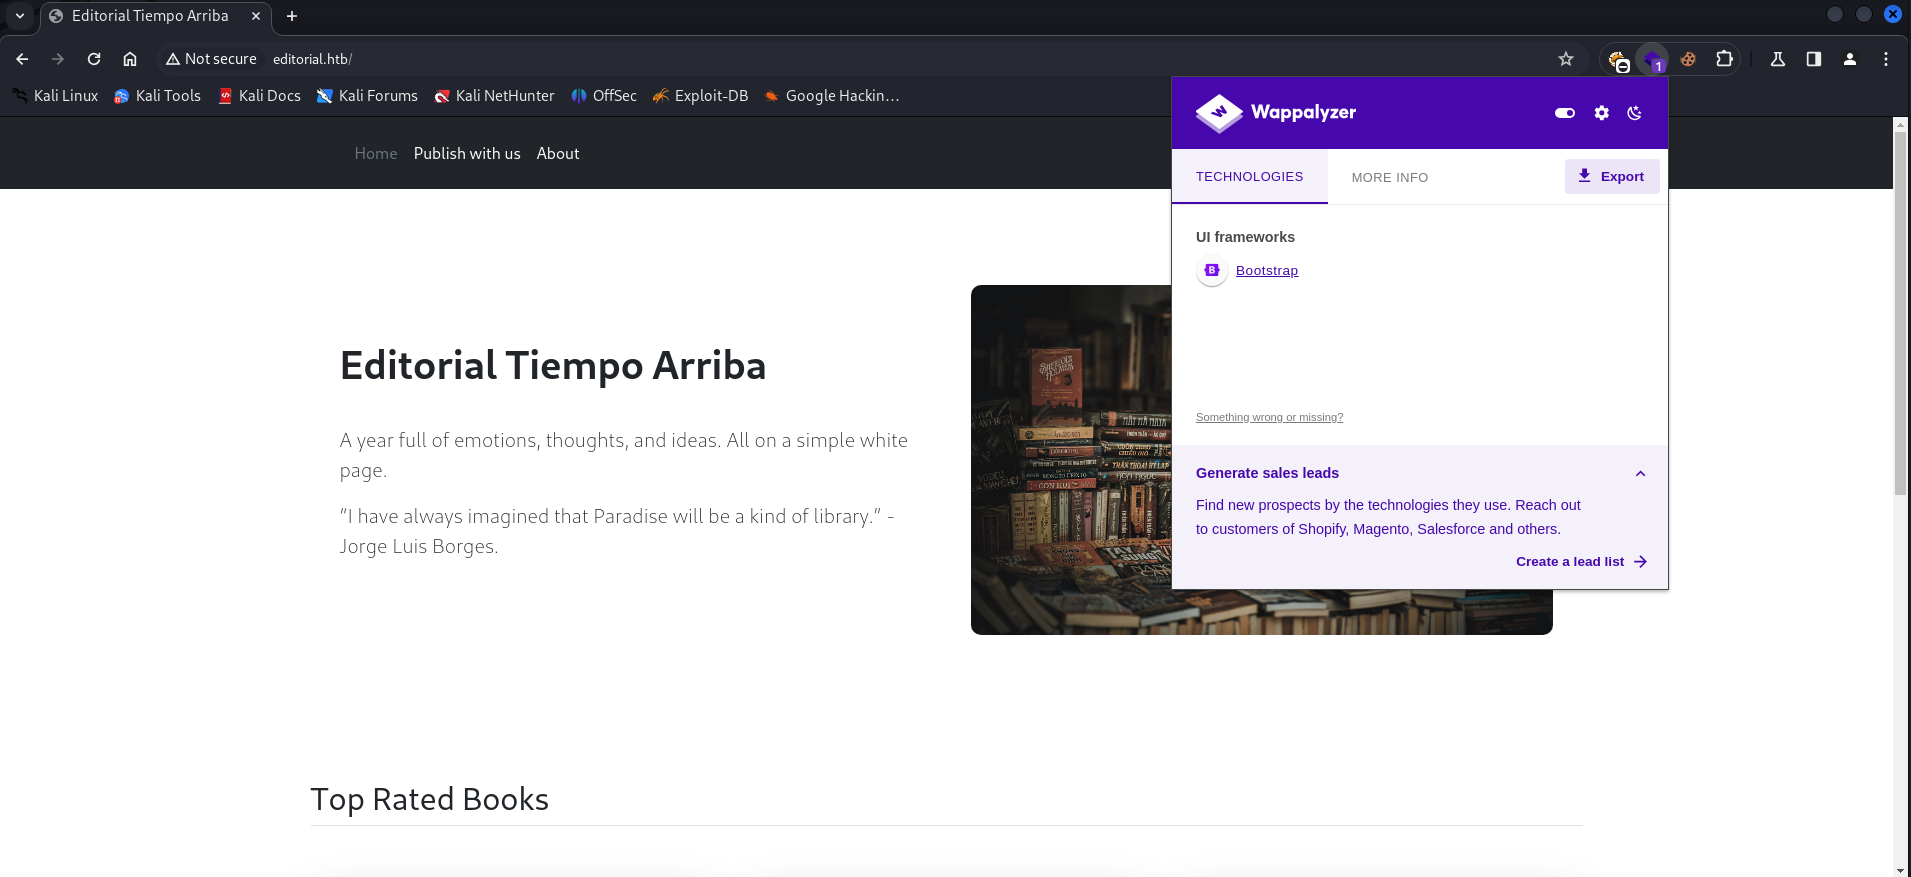 Editorial Tiempo Arriba
Not secure editorial.htb/
1
Kali Linux Kali Tools Kali Docs Kali Forums Kali NetHunter OffSec Exploit-DB Google Hackin…
Home Publish with us About
Wappalyzer
TECHNOLOGIES MORE INFO Export
UI frameworks
B Bootstrap
Something wrong or missing?
Generate sales leads
Find new prospects by the technologies they use. Reach out
to customers of Shopify, Magento, Salesforce and others.
Create a lead list
Editorial Tiempo Arriba
A year full of emotions, thoughts, and ideas. All on a simple white
page.
“I have always imagined that Paradise will be a kind of library.” -
Jorge Luis Borges.
SHERLOCK
HOLMES
Top Rated Books